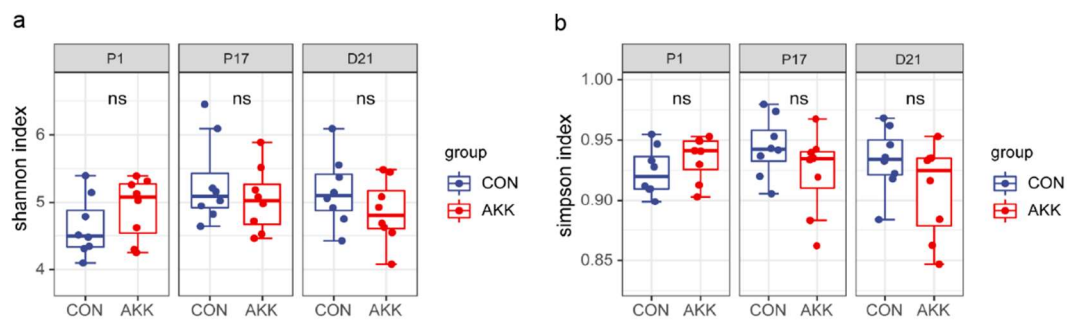 a
P1 P17 D21
ns ns ns
shannon index
6
5
4
CON AKK CON AKK CON AKK
group
CON
AKK
b
P1 P17 D21
ns ns ns
simpson index
1.00
0.95
0.90
0.85
CON AKK CON AKK CON AKK
group
CON
AKK